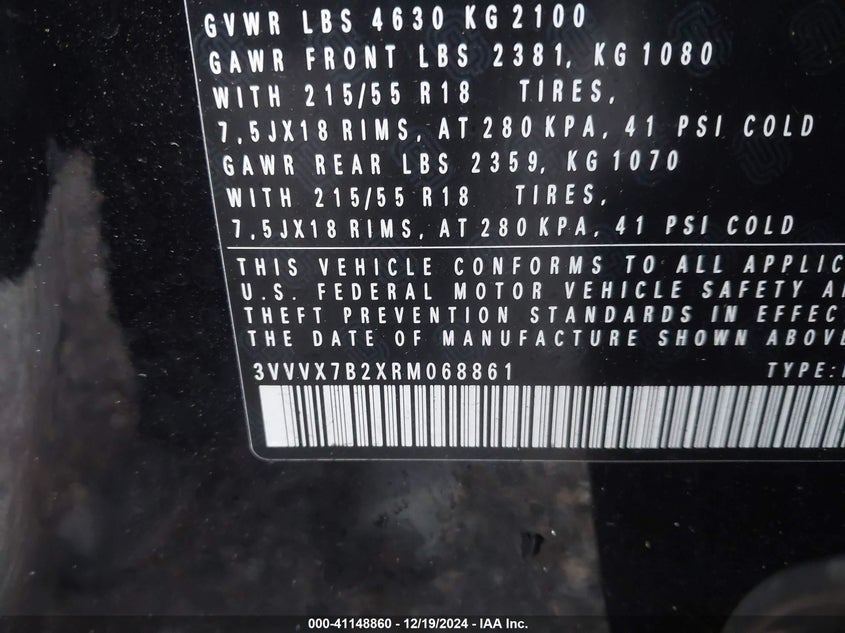 GVWR LBS 4630 KG 2100
GAWR FRONT LBS 2381, KG 1080
WITH 215/55 R18 TIRES,
7,5JX18 RIMS, AT 280 KPA, 41 PSI COLD
GAWR REAR LBS 2359, KG 1070
WITH 215/55 R18 TIRES,
7,5JX18 RIMS, AT 280 KPA, 41 PSI COLD
THIS VEHICLE CONFORMS TO ALL APPLIC
U.S. FEDERAL MOTOR VEHICLE SAFETY A
THEFT PREVENTION STANDARDS IN EFFEC
THE DATE OF MANUFACTURE SHOWN ABOVE
3VVVX7B2XRM068861 TYPE:
000-41148860 - 12/19/2024 - IAA Inc.